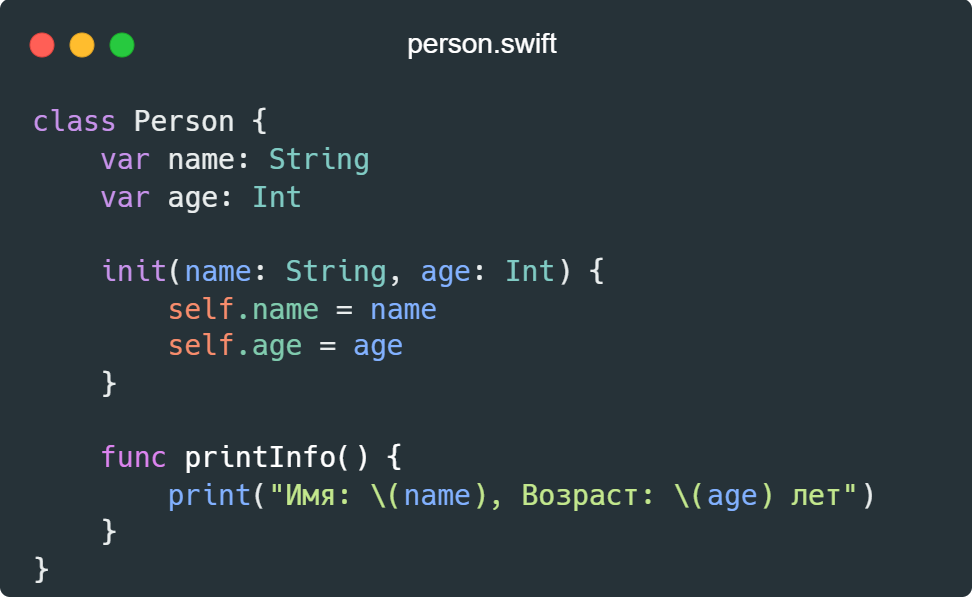 person.swift
class Person {
    var name: String
    var age: Int

    init(name: String, age: Int) {
        self.name = name
        self.age = age
    }

    func printInfo() {
        print("Имя: \(name), Возраст: \(age) лет")
    }
}